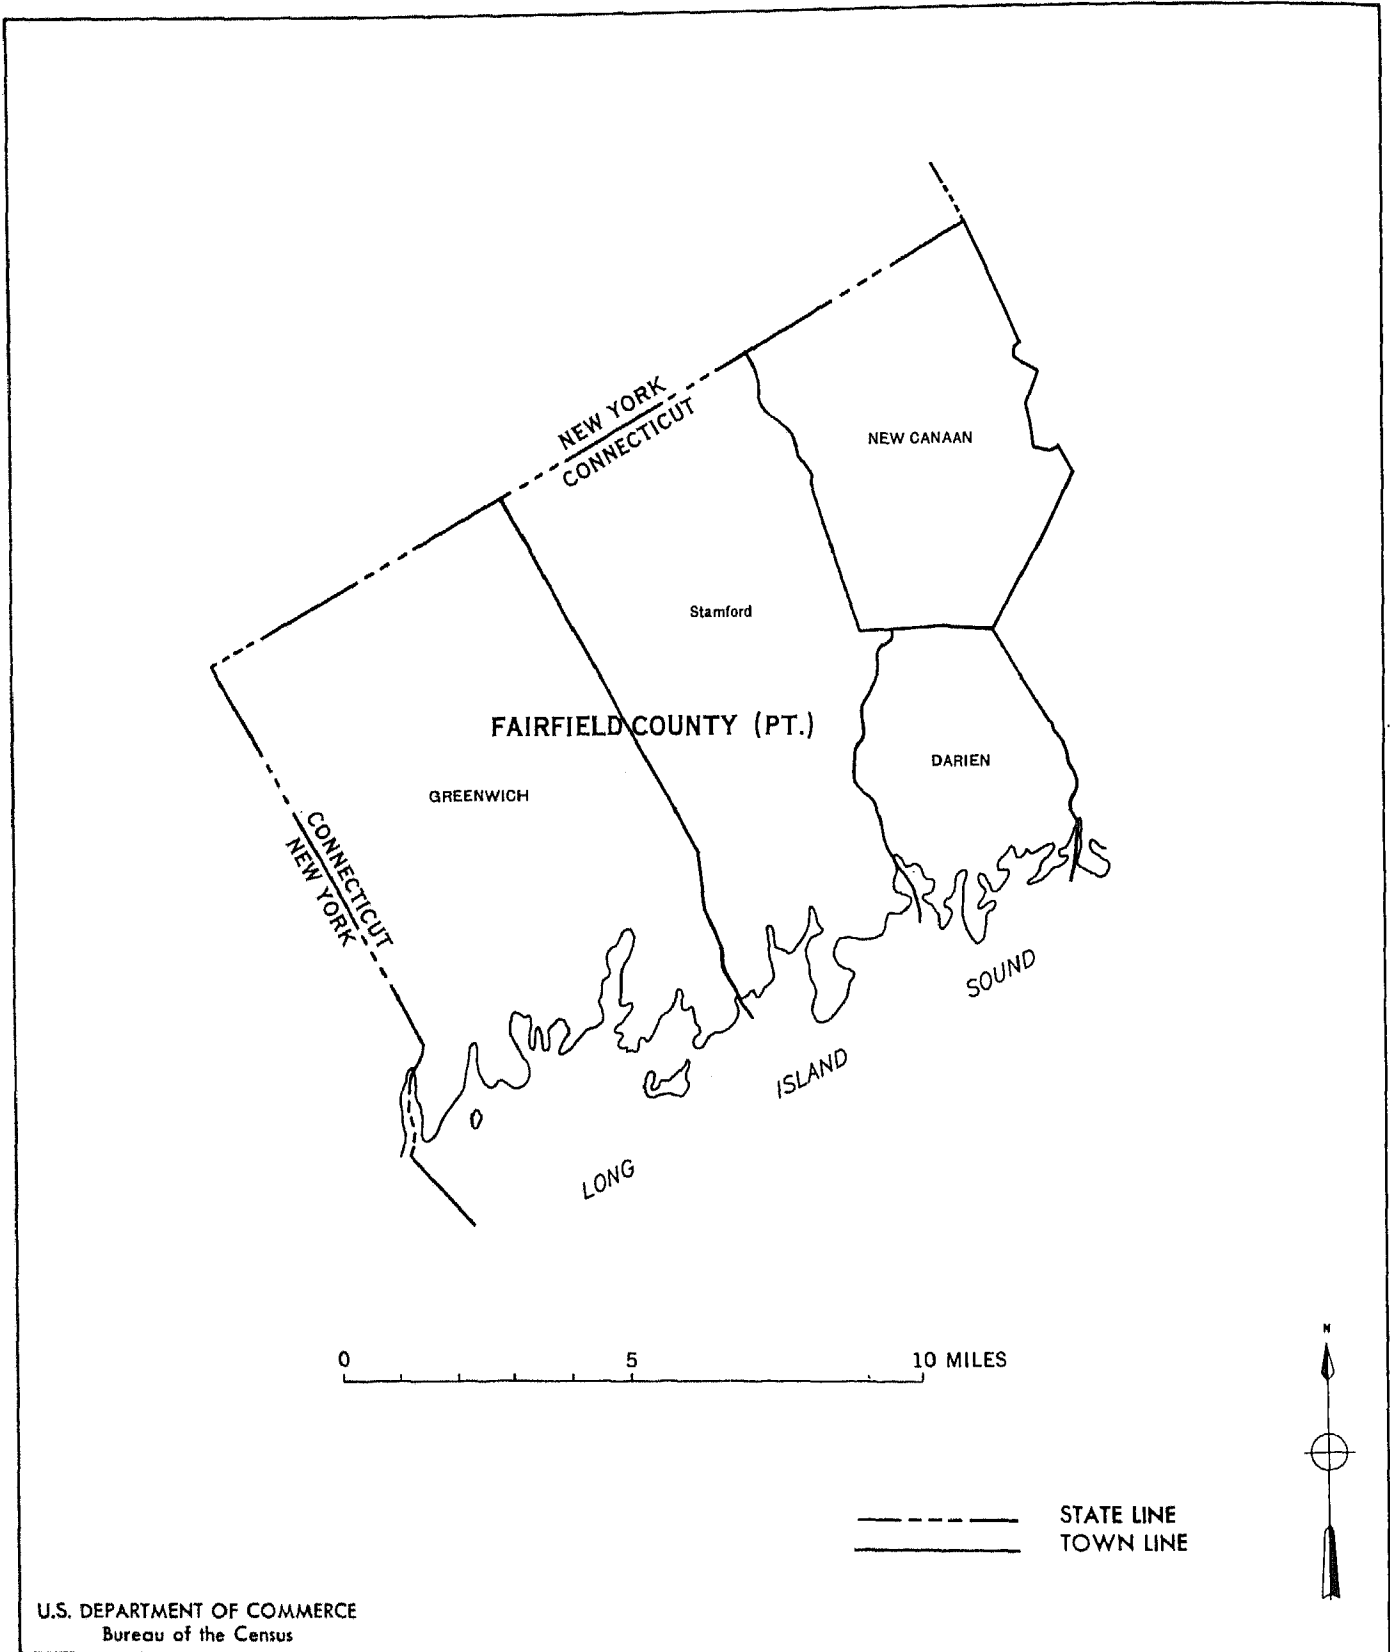 NEW YORK
CONNECTICUT
NEW CANAAN
Stamford
FAIRFIELD COUNTY (PT.)
DARIEN
GREENWICH
CONNECTICUT
NEW YORK
SOUND
ISLAND
LONG
0 5 10 MILES
N
STATE LINE
TOWN LINE
U.S. DEPARTMENT OF COMMERCE
Bureau of the Census